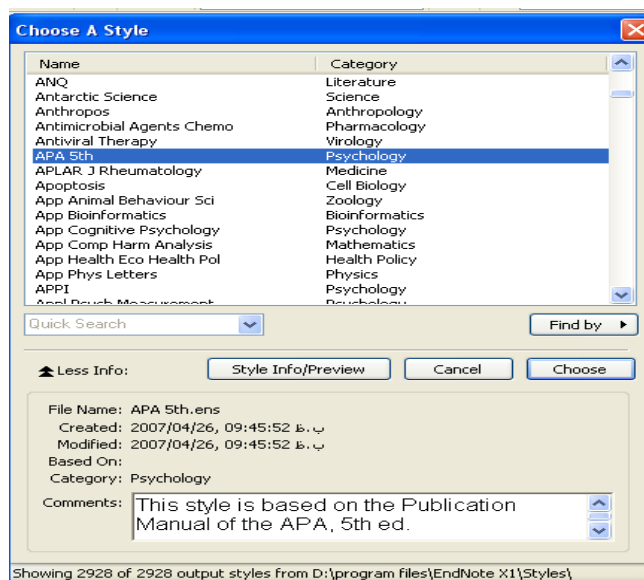 Choose A Style
Name Category
ANQ Literature
Antarctic Science Science
Anthropos Anthropology
Antimicrobial Agents Chemo Pharmacology
Antiviral Therapy Virology
APA 5th Psychology
APLAR J Rheumatology Medicine
Apoptosis Cell Biology
App Animal Behaviour Sci Zoology
App Bioinformatics Bioinformatics
App Cognitive Psychology Psychology
App Comp Harm Analysis Mathematics
App Health Eco Health Pol Health Policy
App Phys Letters Physics
APPI Psychology
Appl Psych Measurement Psychology
Quick Search Find by
Less Info: Style Info/Preview Cancel Choose
File Name: APA 5th.ens
Created: 2007/04/26, 09:45:52 ب.ظ
Modified: 2007/04/26, 09:45:52 ب.ظ
Based On:
Category: Psychology
Comments: This style is based on the Publication
Manual of the APA, 5th ed.
Showing 2928 of 2928 output styles from D:\program files\EndNote X1\Styles\